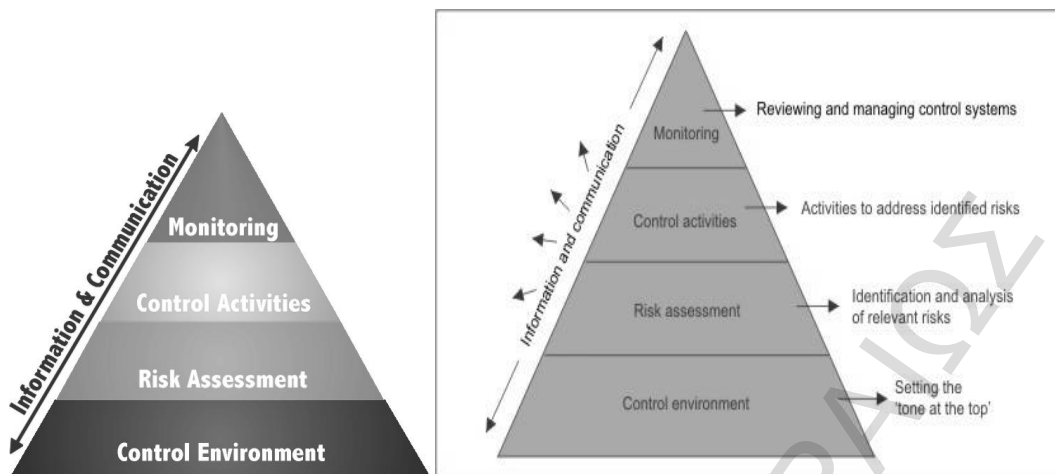 Information & Communication
Monitoring
Control Activities
Risk Assessment
Control Environment
Information and communication
Monitoring
Reviewing and managing control systems
Control activities
Activities to address identified risks
Risk assessment
Identification and analysis
of relevant risks
Control environment
Setting the
'tone at the top'
ΡΑΙΩΣ